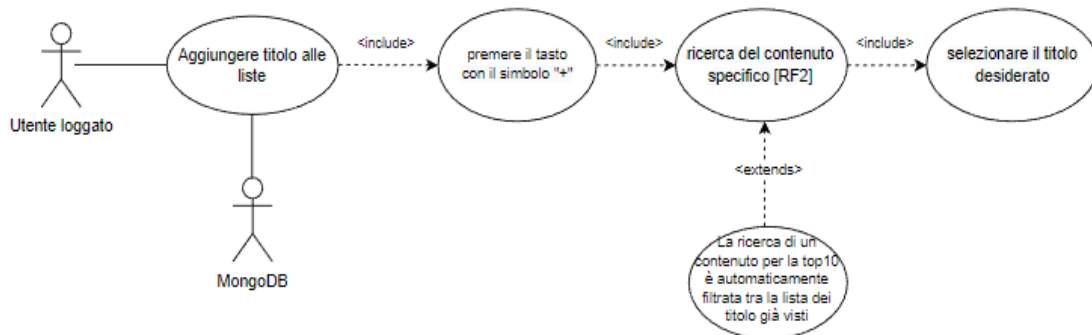 Utente loggato
Aggiungere titolo alle
liste
MongoDB
<include>
premere il tasto
con il simbolo "+"
<include>
ricerca del contenuto
specifico [RF2]
<include>
selezionare il titolo
desiderato
<extends>
La ricerca di un
contenuto per la top10
è automaticamente
filtrata tra la lista dei
titolo già visti